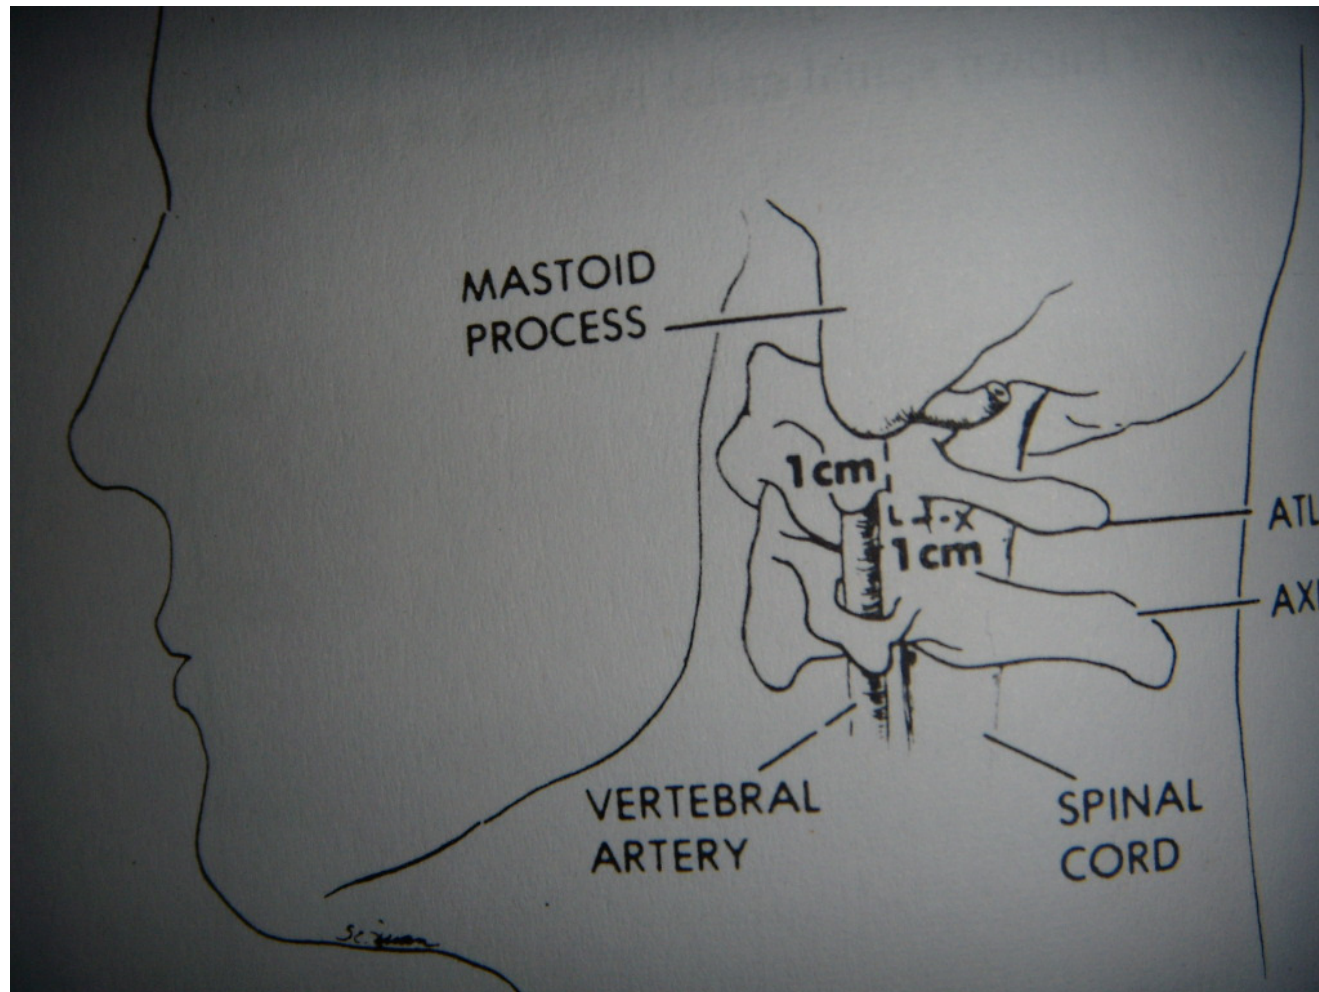 MASTOID
PROCESS
1cm
L
X
1cm
ATL
AXI
VERTEBRAL
ARTERY
SPINAL
CORD